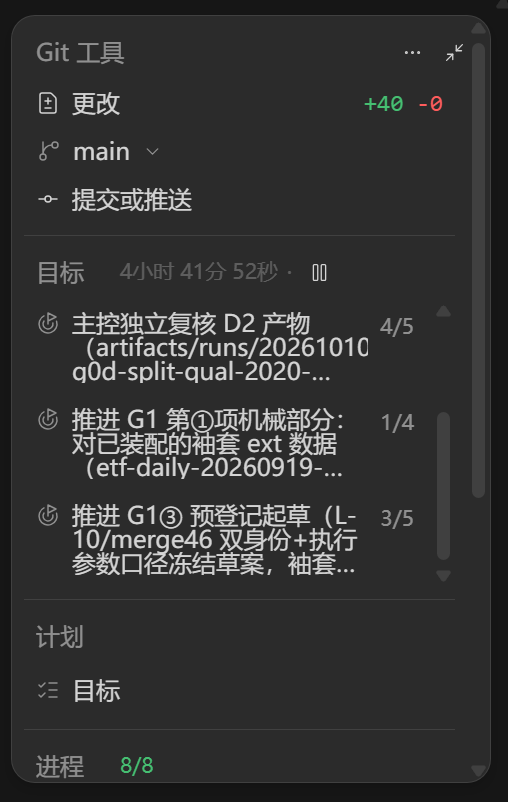 Git 工具
更改 +40 -0
main
提交或推送
目标 4小时 41分 52秒 ·
主控独立复核 D2 产物 4/5
（artifacts/runs/20261010
g0d-split-qual-2020-...
推进 G1 第①项机械部分： 1/4
对已装配的袖套 ext 数据
（etf-daily-20260919-...
推进 G1③ 预登记起草（L- 3/5
10/merge46 双身份+执行
参数口径冻结草案，袖套...
计划
目标
进程 8/8